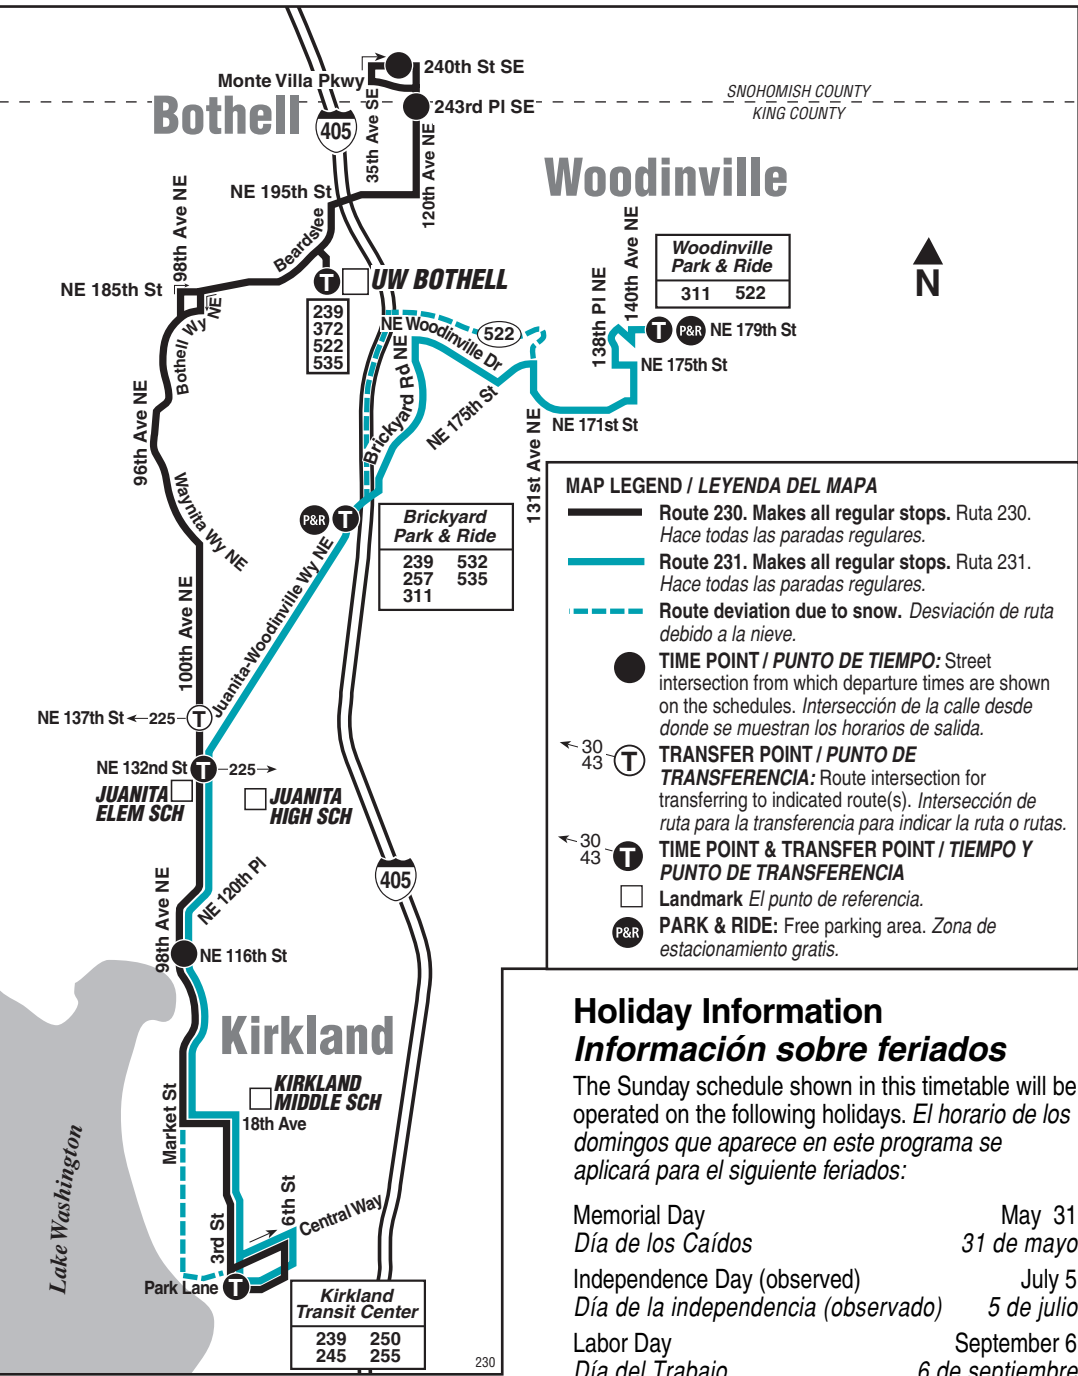 240th St SE
Monte Villa Pkwy
SNOHOMISH COUNTY
Bothell
243rd Pl SE
KING COUNTY
405
35th Ave SE
120th Ave NE
Woodinville
NE 195th St
98th Ave NE
Beardslee
NE 185th St
T
UW BOTHELL
239
372
522
535
Bothell Wy NE
NE Woodinville Dr
522
138th Pl NE
140th Ave NE
Woodinville
Park & Ride
311 522
T
P&R
NE 179th St
NE 175th St
N
Brickyard Rd NE
NE 175th St
131st Ave NE
NE 171st St
96th Ave NE
Waynita Wy NE
P&R
T
Brickyard
Park & Ride
239 532
257 535
311
100th Ave NE
Juanita-Woodinville Wy NE
NE 137th St
225
T
NE 132nd St
T
225
JUANITA
ELEM SCH
JUANITA
HIGH SCH
405
98th Ave NE
NE 120th Pl
NE 116th St
Kirkland
KIRKLAND
MIDDLE SCH
18th Ave
Market St
Lake Washington
3rd St
6th St
Central Way
Park Lane
T
Kirkland
Transit Center
239 250
245 255
230
MAP LEGEND / LEYENDA DEL MAPA
Route 230. Makes all regular stops. Ruta 230.
Hace todas las paradas regulares.
Route 231. Makes all regular stops. Ruta 231.
Hace todas las paradas regulares.
Route deviation due to snow. Desviación de ruta
debido a la nieve.
TIME POINT / PUNTO DE TIEMPO: Street
intersection from which departure times are shown
on the schedules. Intersección de la calle desde
donde se muestran los horarios de salida.
30
43
T
TRANSFER POINT / PUNTO DE
TRANSFERENCIA: Route intersection for
transferring to indicated route(s). Intersección de
ruta para la transferencia para indicar la ruta o rutas.
30
43
T
TIME POINT & TRANSFER POINT / TIEMPO Y
PUNTO DE TRANSFERENCIA
Landmark El punto de referencia.
P&R
PARK & RIDE: Free parking area. Zona de
estacionamiento gratis.
Holiday Information
Información sobre feriados
The Sunday schedule shown in this timetable will be
operated on the following holidays. El horario de los
domingos que aparece en este programa se
aplicará para el siguiente feriados:
Memorial Day May 31
Día de los Caídos 31 de mayo
Independence Day (observed) July 5
Día de la independencia (observado) 5 de julio
Labor Day September 6
Día del Trabajo 6 de septiembre